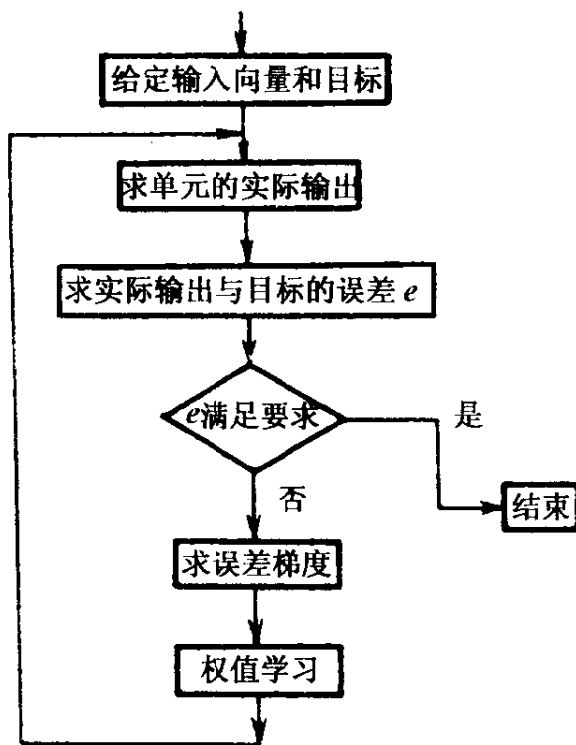 给定输入向量和目标
求单元的实际输出
求实际输出与目标的误差 e
e满足要求
是
否
结束
求误差梯度
权值学习